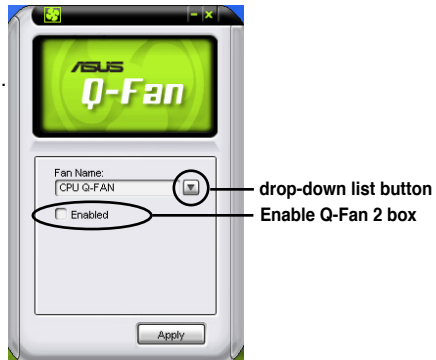 ASUS
Q-Fan
.
Fan Name:
CPU Q-FAN
drop-down list button
Enabled
Enable Q-Fan 2 box
Apply